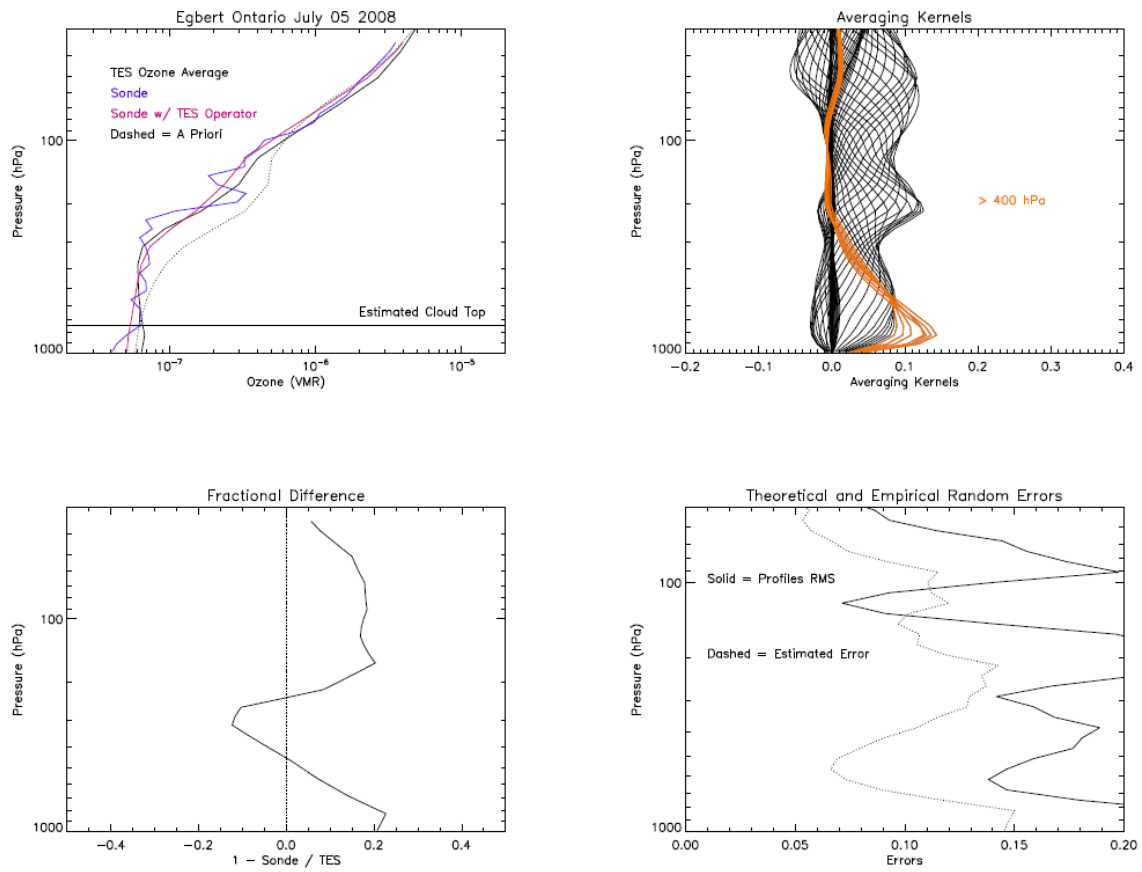 Egbert Ontario July 05 2008
TES Ozone Average
Sonde
Sonde w/ TES Operator
Dashed = A Priori
Estimated Cloud Top
100
1000
Pressure (hPa)
10-7
10-6
10-5
Ozone (VMR)
Averaging Kernels
> 400 hPa
100
1000
Pressure (hPa)
-0.2
-0.1
0.0
0.1
0.2
0.3
0.4
Averaging Kernels
Fractional Difference
100
1000
Pressure (hPa)
-0.4
-0.2
0.0
0.2
0.4
1 - Sonde / TES
Theoretical and Empirical Random Errors
Solid = Profiles RMS
Dashed = Estimated Error
100
1000
Pressure (hPa)
0.00
0.05
0.10
0.15
0.20
Errors